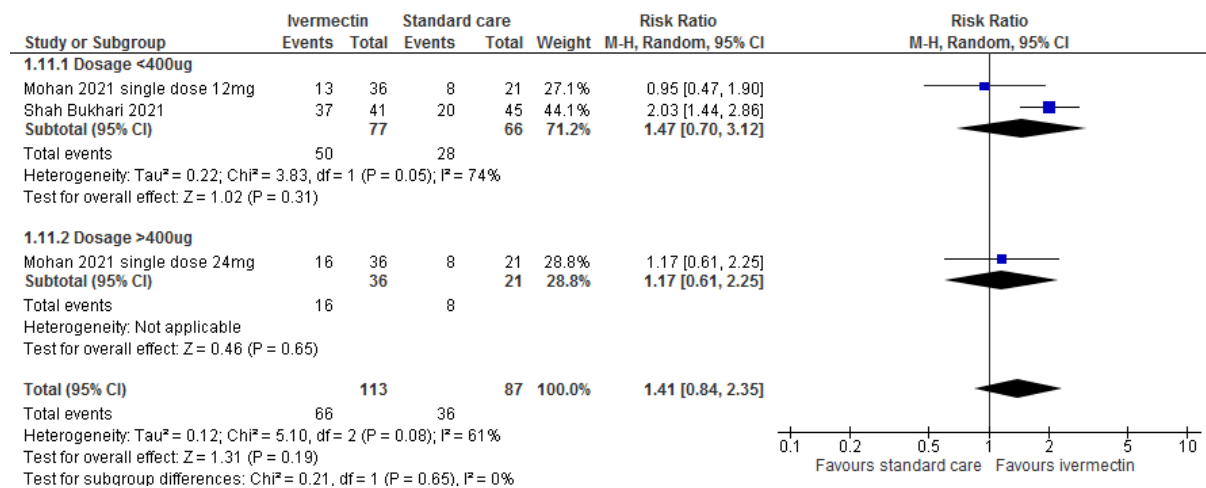 Ivermectin Standard care Risk Ratio Risk Ratio
Study or Subgroup Events Total Events Total Weight M-H, Random, 95% CI M-H, Random, 95% CI
1.11.1 Dosage <400ug
Mohan 2021 single dose 12mg 13 36 8 21 27.1% 0.95 [0.47, 1.90]
Shah Bukhari 2021 37 41 20 45 44.1% 2.03 [1.44, 2.86]
Subtotal (95% CI) 77 66 71.2% 1.47 [0.70, 3.12]
Total events 50 28
Heterogeneity: Tau² = 0.22; Chi² = 3.83, df = 1 (P = 0.05); I² = 74%
Test for overall effect: Z = 1.02 (P = 0.31)
1.11.2 Dosage >400ug
Mohan 2021 single dose 24mg 16 36 8 21 28.8% 1.17 [0.61, 2.25]
Subtotal (95% CI) 36 21 28.8% 1.17 [0.61, 2.25]
Total events 16 8
Heterogeneity: Not applicable
Test for overall effect: Z = 0.46 (P = 0.65)
Total (95% CI) 113 87 100.0% 1.41 [0.84, 2.35]
Total events 66 36
Heterogeneity: Tau² = 0.12; Chi² = 5.10, df = 2 (P = 0.08); I² = 61%
Test for overall effect: Z = 1.31 (P = 0.19)
Test for subgroup differences: Chi² = 0.21, df = 1 (P = 0.65), I² = 0%
0.1 0.2 0.5 1 2 5 10
Favours standard care Favours ivermectin